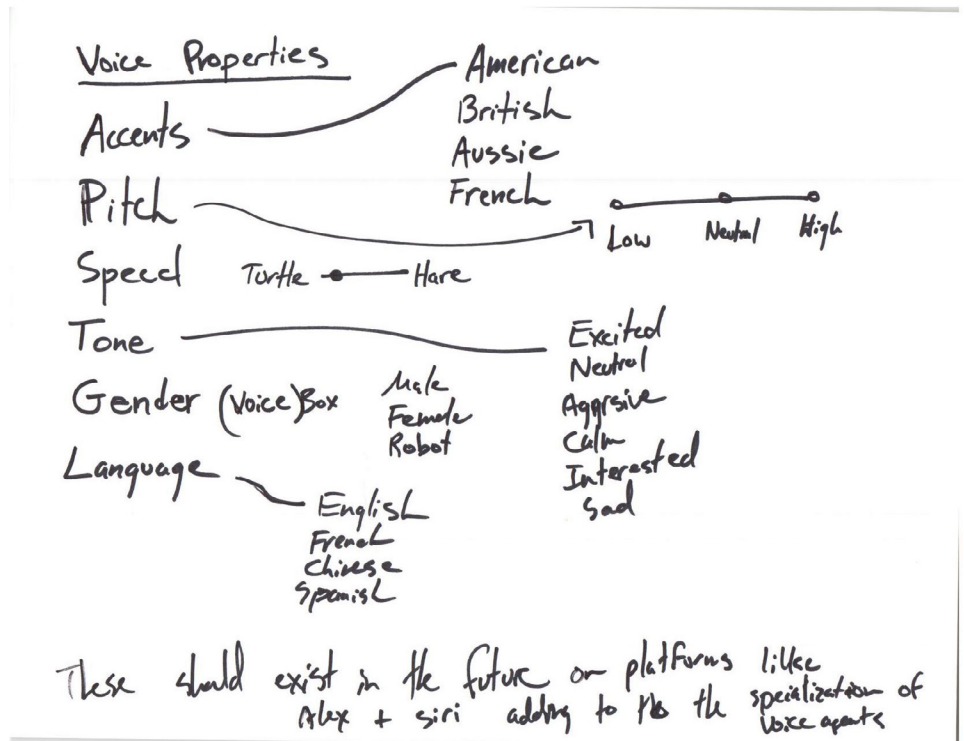 Voice Properties
Accents
American
British
Aussie
French
Pitch
Low Neutral High
Speed Turtle Hare
Tone
Excited
Neutral
Aggrsive
Calm
Interested
Sad
Gender (Voice) Box
Male
Female
Robot
Language
English
French
Chinese
Spanish
These should exist in the future on platforms like
Alex + siri adding to the specialization of
voice agents